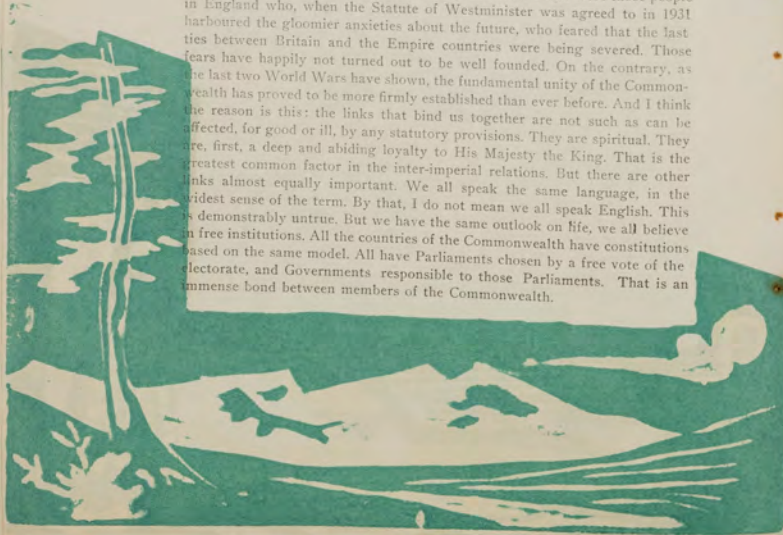 in England who, when the Statute of Westminister was agreed to in 1931
harboured the gloomier anxieties about the future, who feared that the last
ties between Britain and the Empire countries were being severed. Those
fears have happily not turned out to be well founded. On the contrary, as
the last two World Wars have shown, the fundamental unity of the Common-
wealth has proved to be more firmly established than ever before. And I think
the reason is this: the links that bind us together are not such as can be
affected, for good or ill, by any statutory provisions. They are spiritual. They
are, first, a deep and abiding loyalty to His Majesty the King. That is the
greatest common factor in the inter-imperial relations. But there are other
links almost equally important. We all speak the same language, in the
widest sense of the term. By that, I do not mean we all speak English. This
is demonstrably untrue. But we have the same outlook on life, we all believe
in free institutions. All the countries of the Commonwealth have constitutions
based on the same model. All have Parliaments chosen by a free vote of the
electorate, and Governments responsible to those Parliaments. That is an
immense bond between members of the Commonwealth.